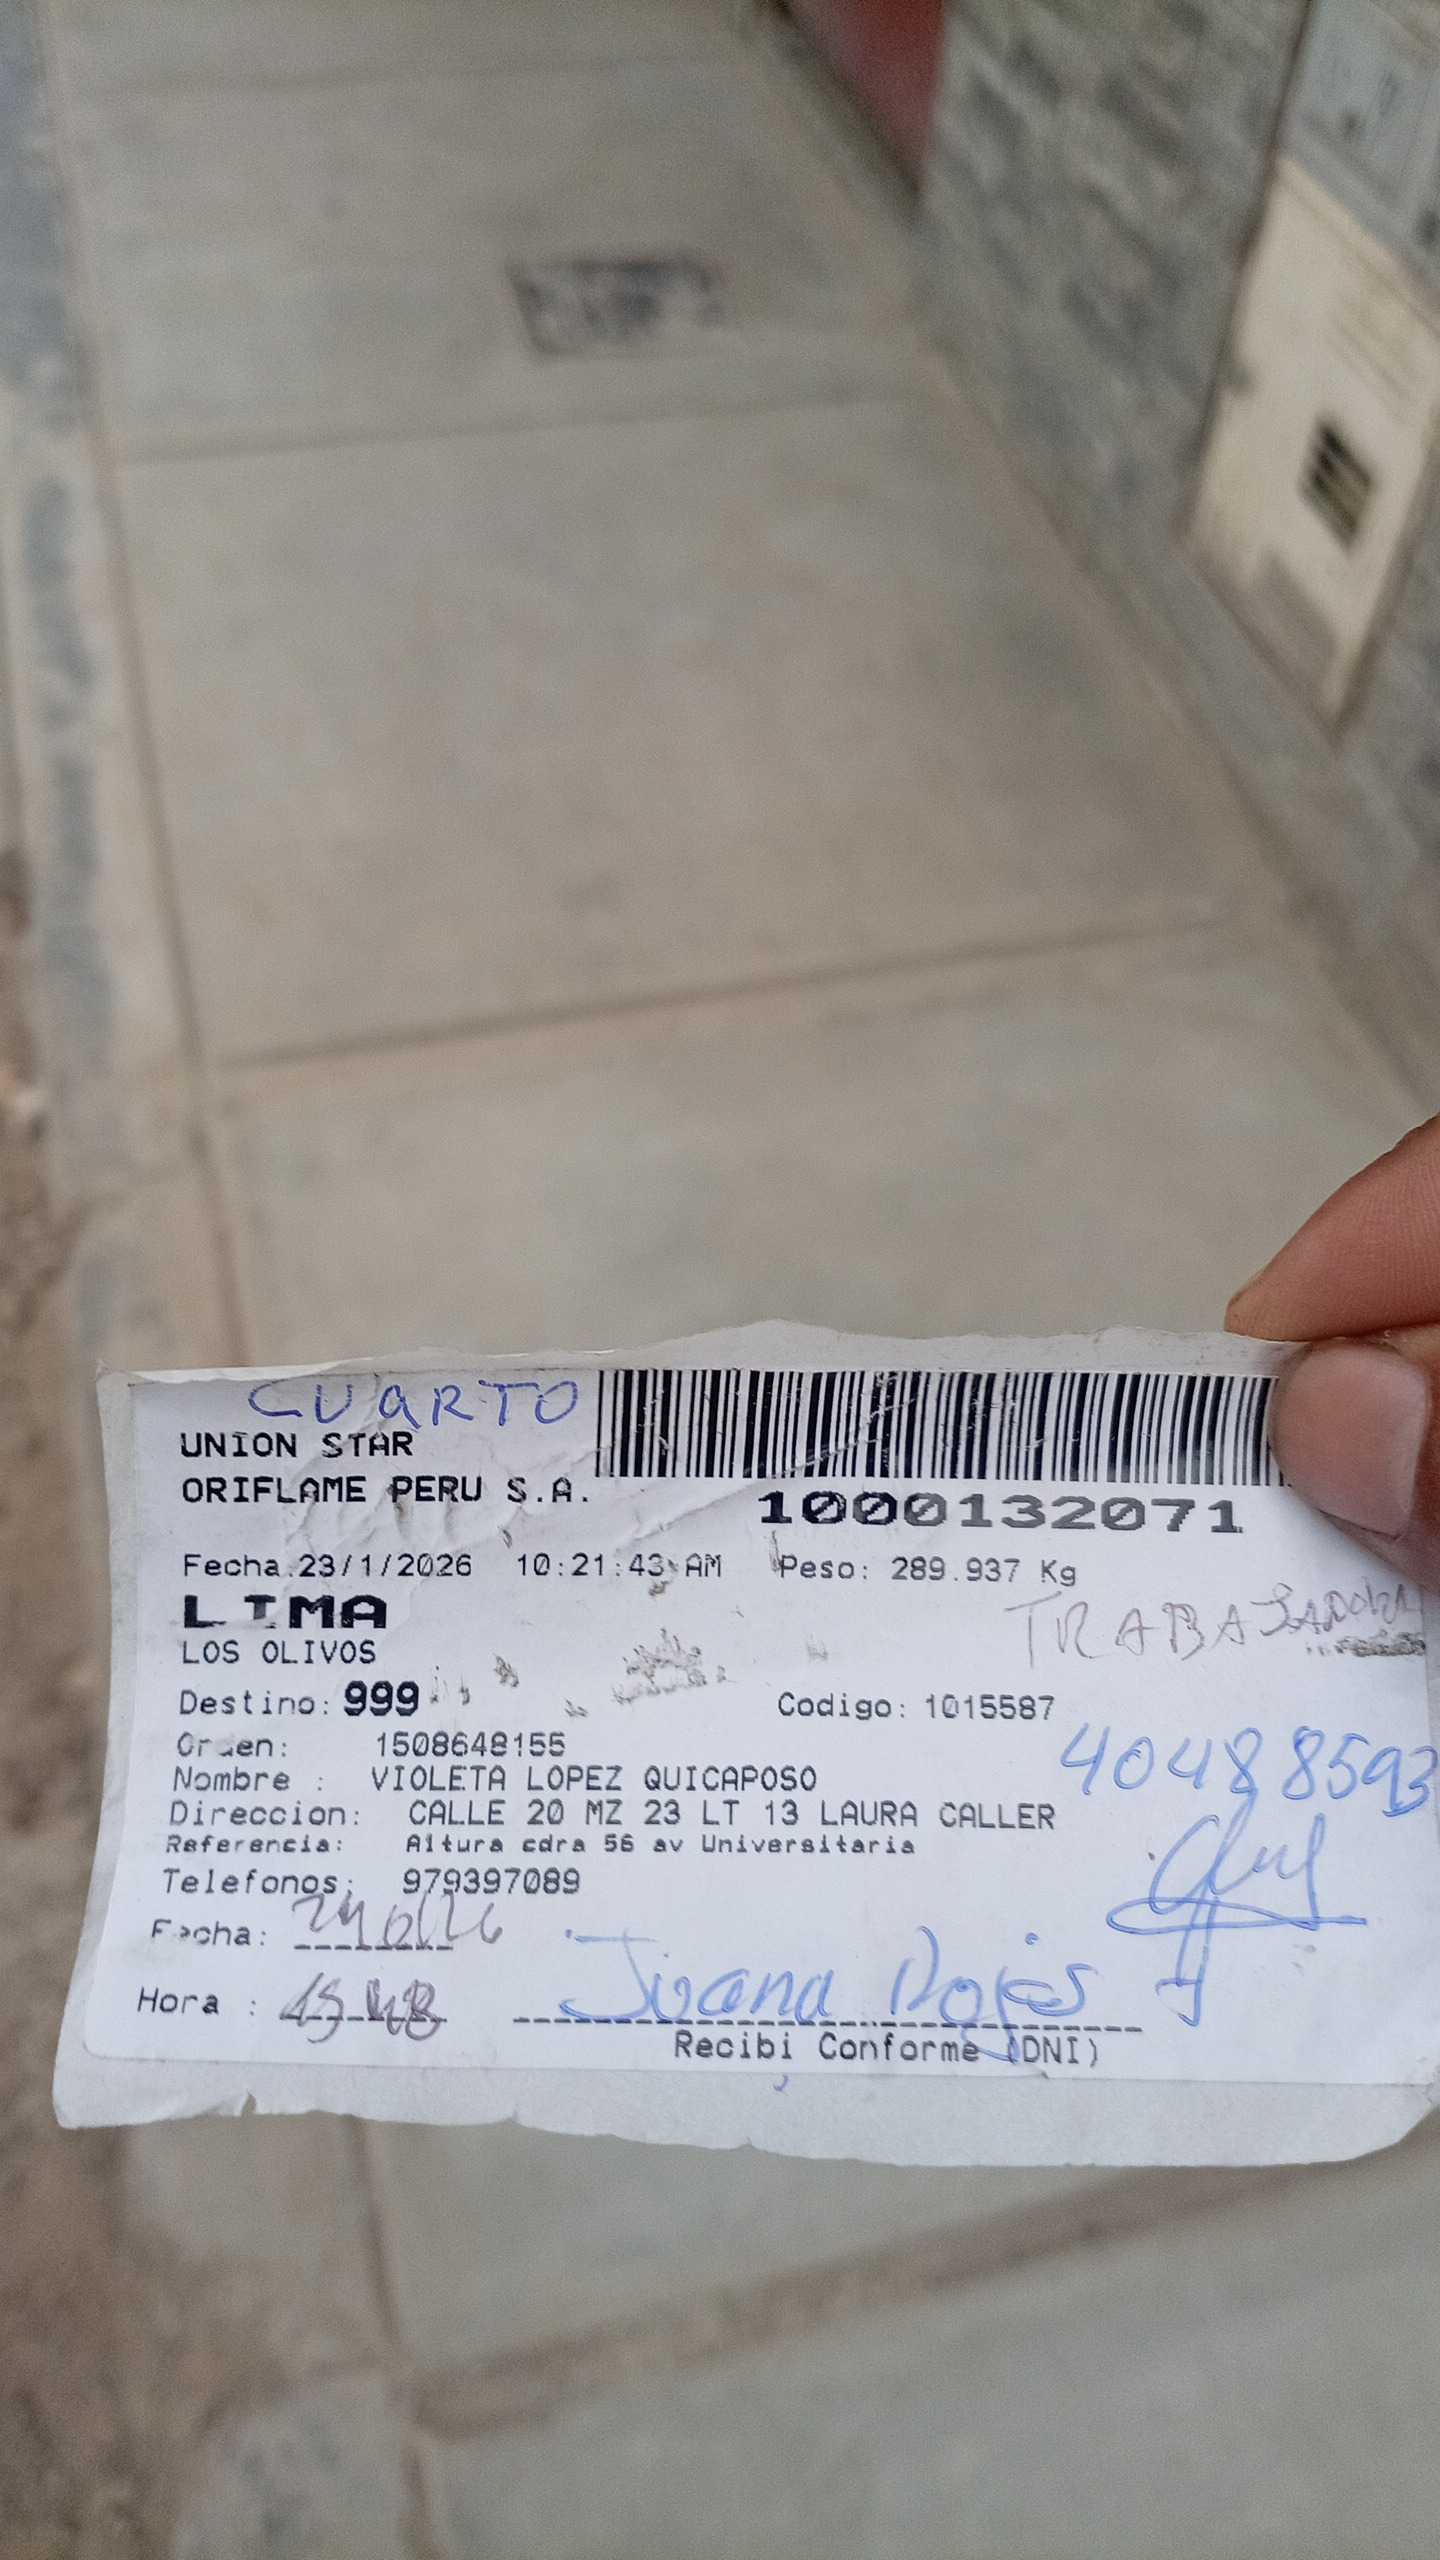 CUARTO
UNION STAR
ORIFLAME PERU S.A.
1000132071
Fecha:23/1/2026 10:21:43 AM Peso: 289.937 Kg
LIMA
TRABAJADORA
LOS OLIVOS
Destino: 999 Codigo: 1015587
Orden: 1508648155
40488593
Nombre : VIOLETA LOPEZ QUICAPOSO
Direccion: CALLE 20 MZ 23 LT 13 LAURA CALLER
Referencia: Altura cdra 56 av Universitaria
Telefonos: 979397089
Fecha:
Hora : Juana Rojas
Recibi Conforme (DNI)